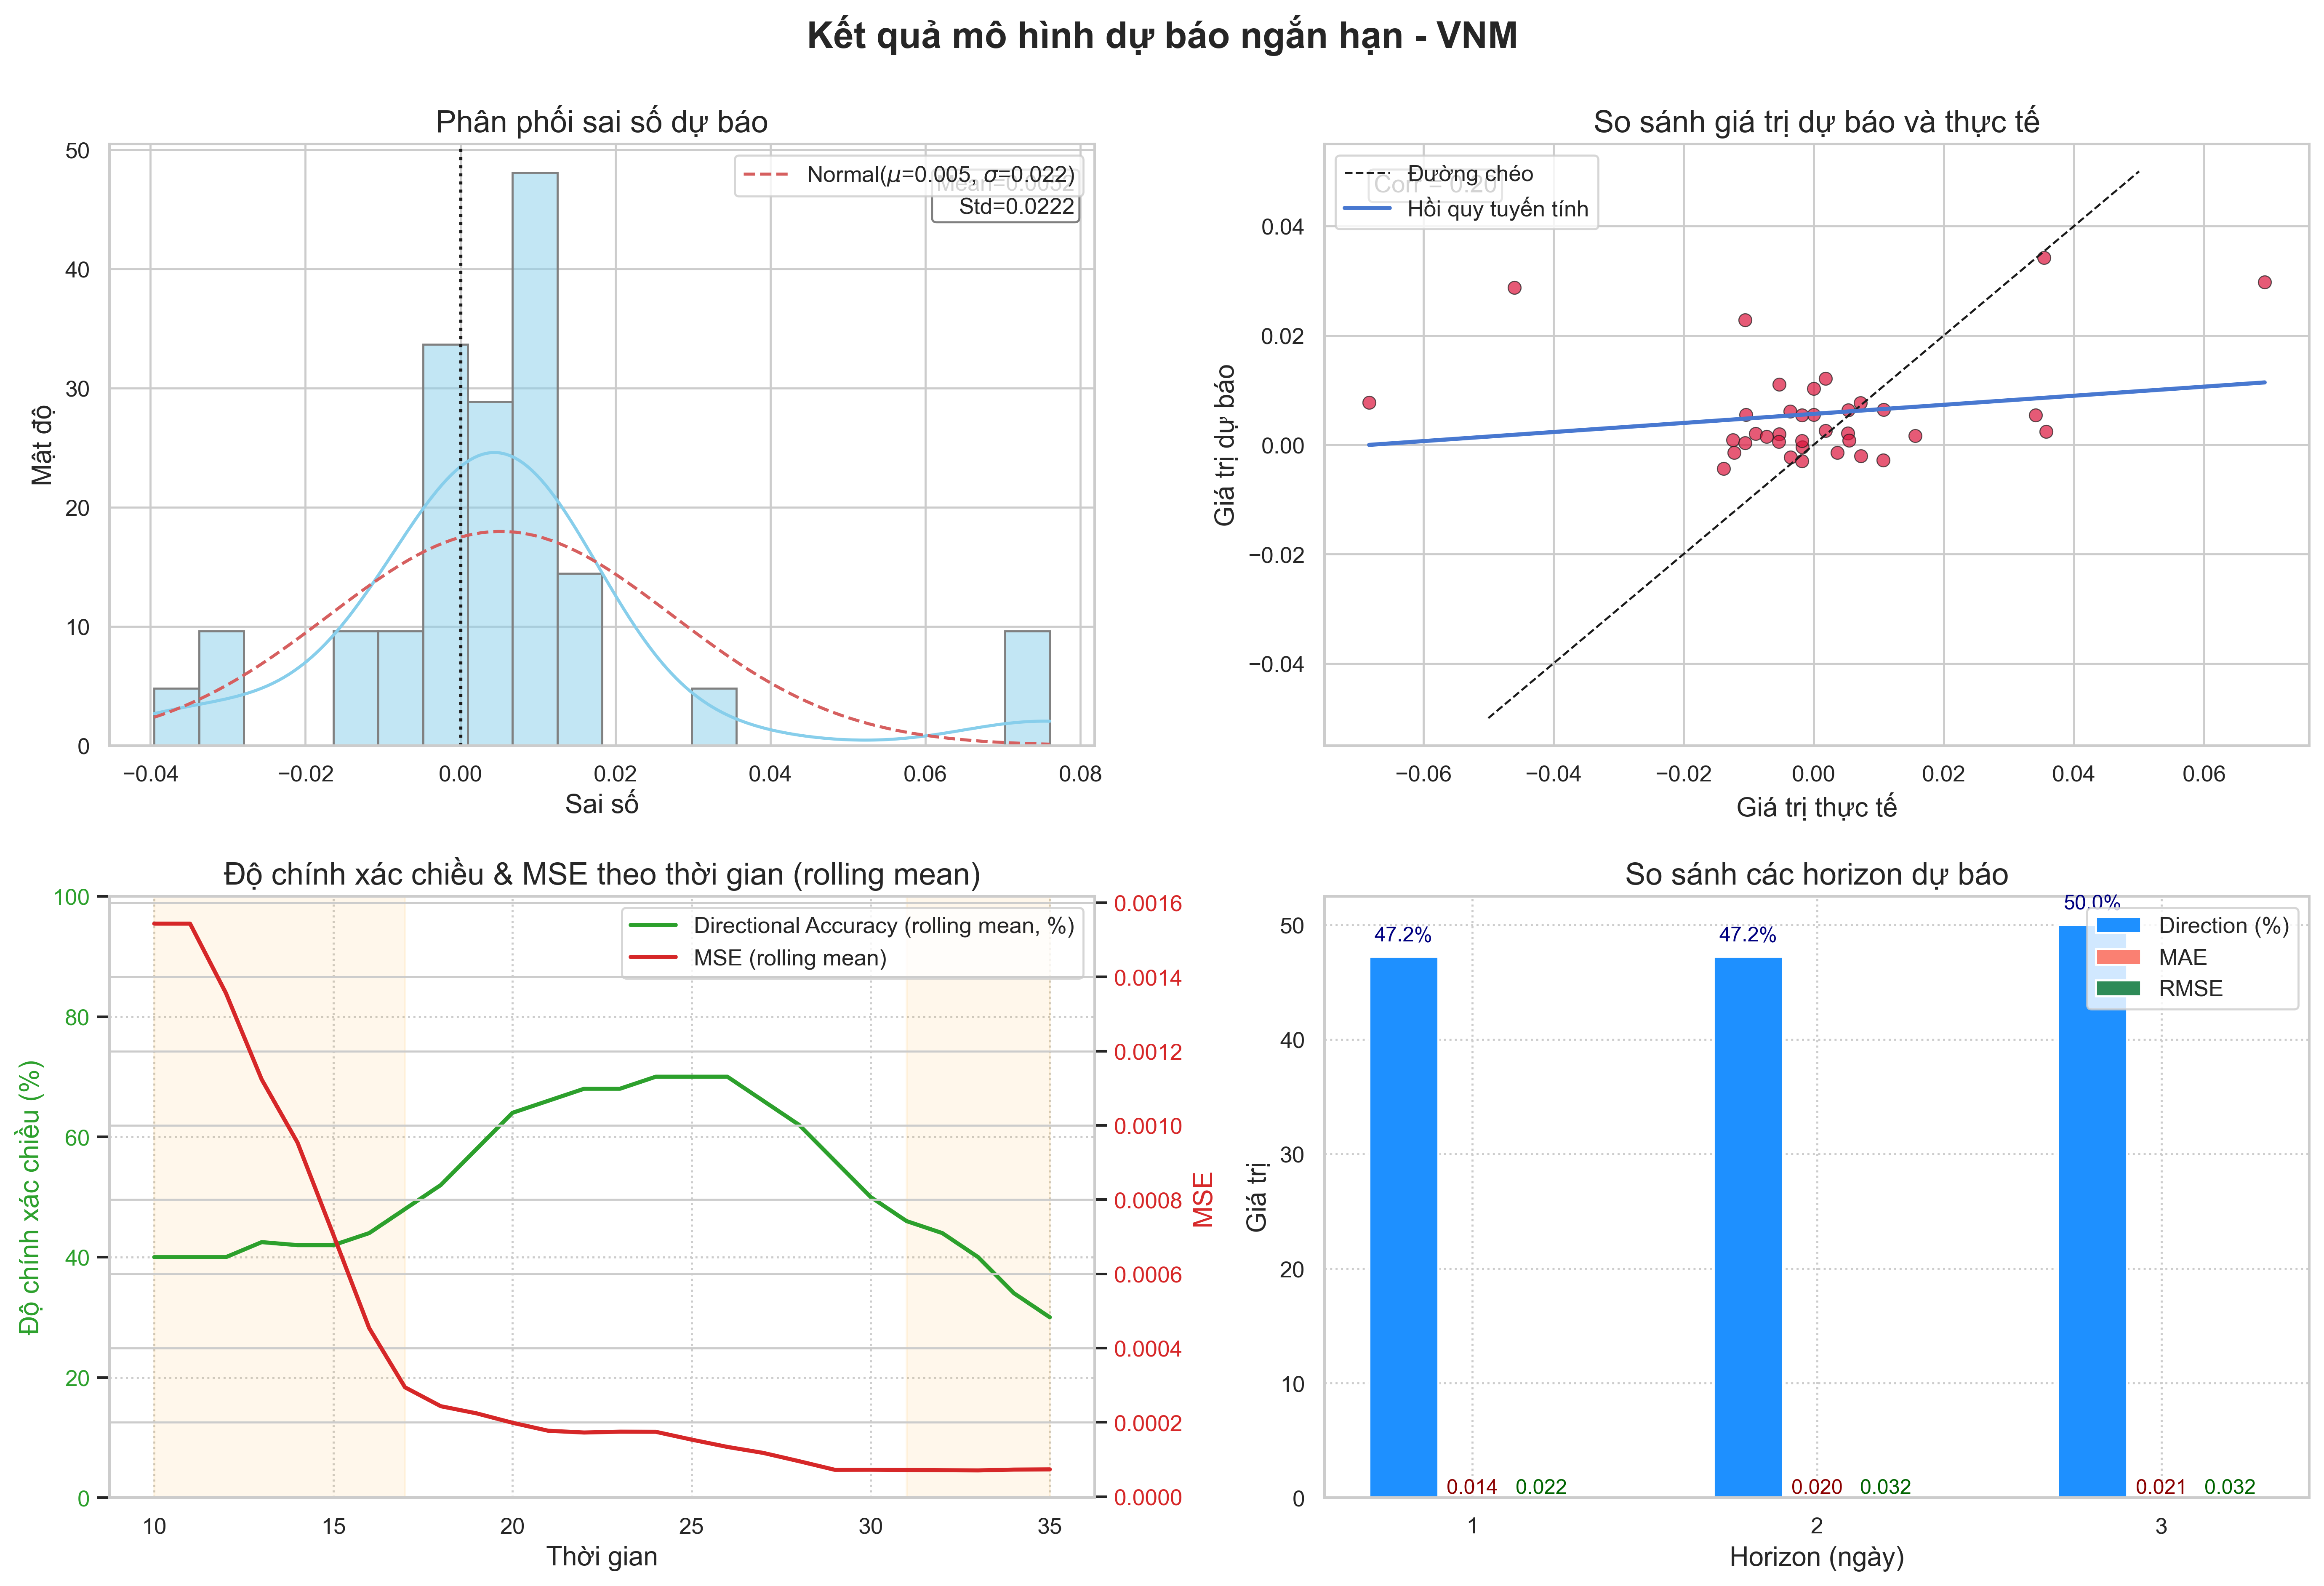 Kết quả mô hình dự báo ngắn hạn - VNM
Phân phối sai số dự báo
Normal(μ=0.005, σ=0.022)
Mean=0.0052
Std=0.0222
Mật độ
50
40
30
20
10
0
−0.04
−0.02
0.00
0.02
0.04
0.06
0.08
Sai số
So sánh giá trị dự báo và thực tế
Đường chéo
Corr = 0.20
Hồi quy tuyến tính
Giá trị dự báo
0.04
0.02
0.00
−0.02
−0.04
−0.06
−0.04
−0.02
0.00
0.02
0.04
0.06
Giá trị thực tế
Độ chính xác chiều & MSE theo thời gian (rolling mean)
Directional Accuracy (rolling mean, %)
MSE (rolling mean)
Độ chính xác chiều (%)
100
80
60
40
20
0
0.0016
0.0014
0.0012
0.0010
0.0008
0.0006
0.0004
0.0002
0.0000
MSE
10
15
20
25
30
35
Thời gian
So sánh các horizon dự báo
Direction (%)
MAE
RMSE
Giá trị
50
40
30
20
10
0
47.2%
47.2%
50.0%
0.014
0.022
0.020
0.032
0.021
0.032
1
2
3
Horizon (ngày)